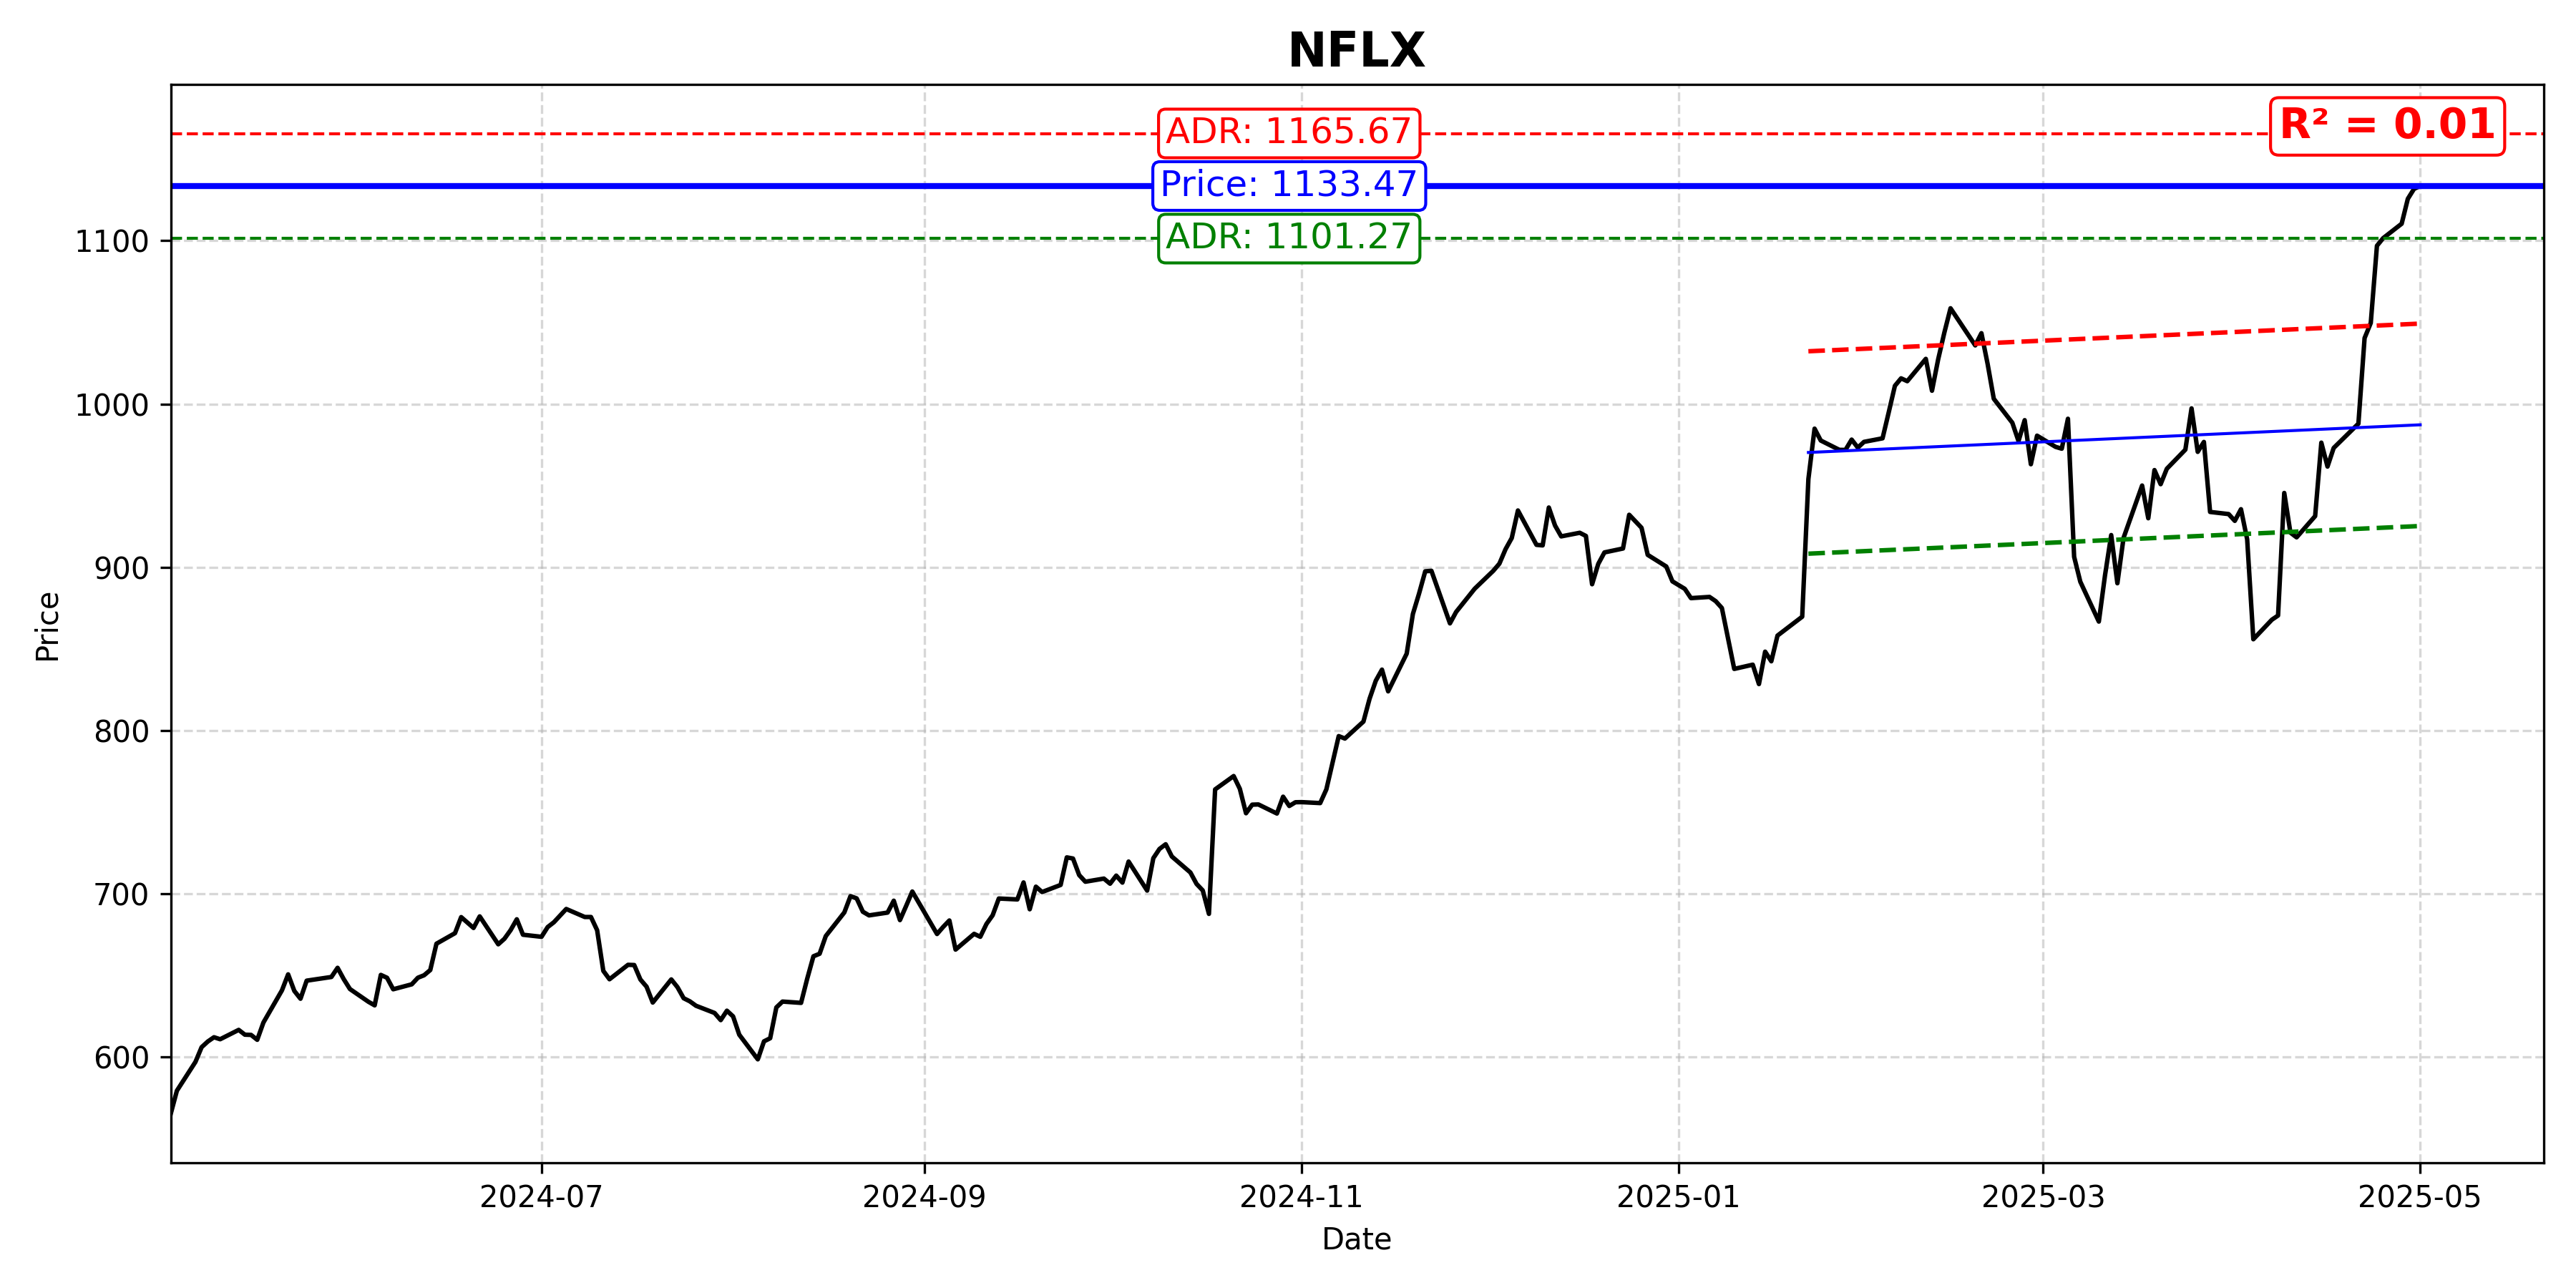 NFLX
ADR: 1165.67
R² = 0.01
Price: 1133.47
ADR: 1101.27
1100
1000
900
800
700
600
Price
2024-07
2024-09
2024-11
2025-01
2025-03
2025-05
Date